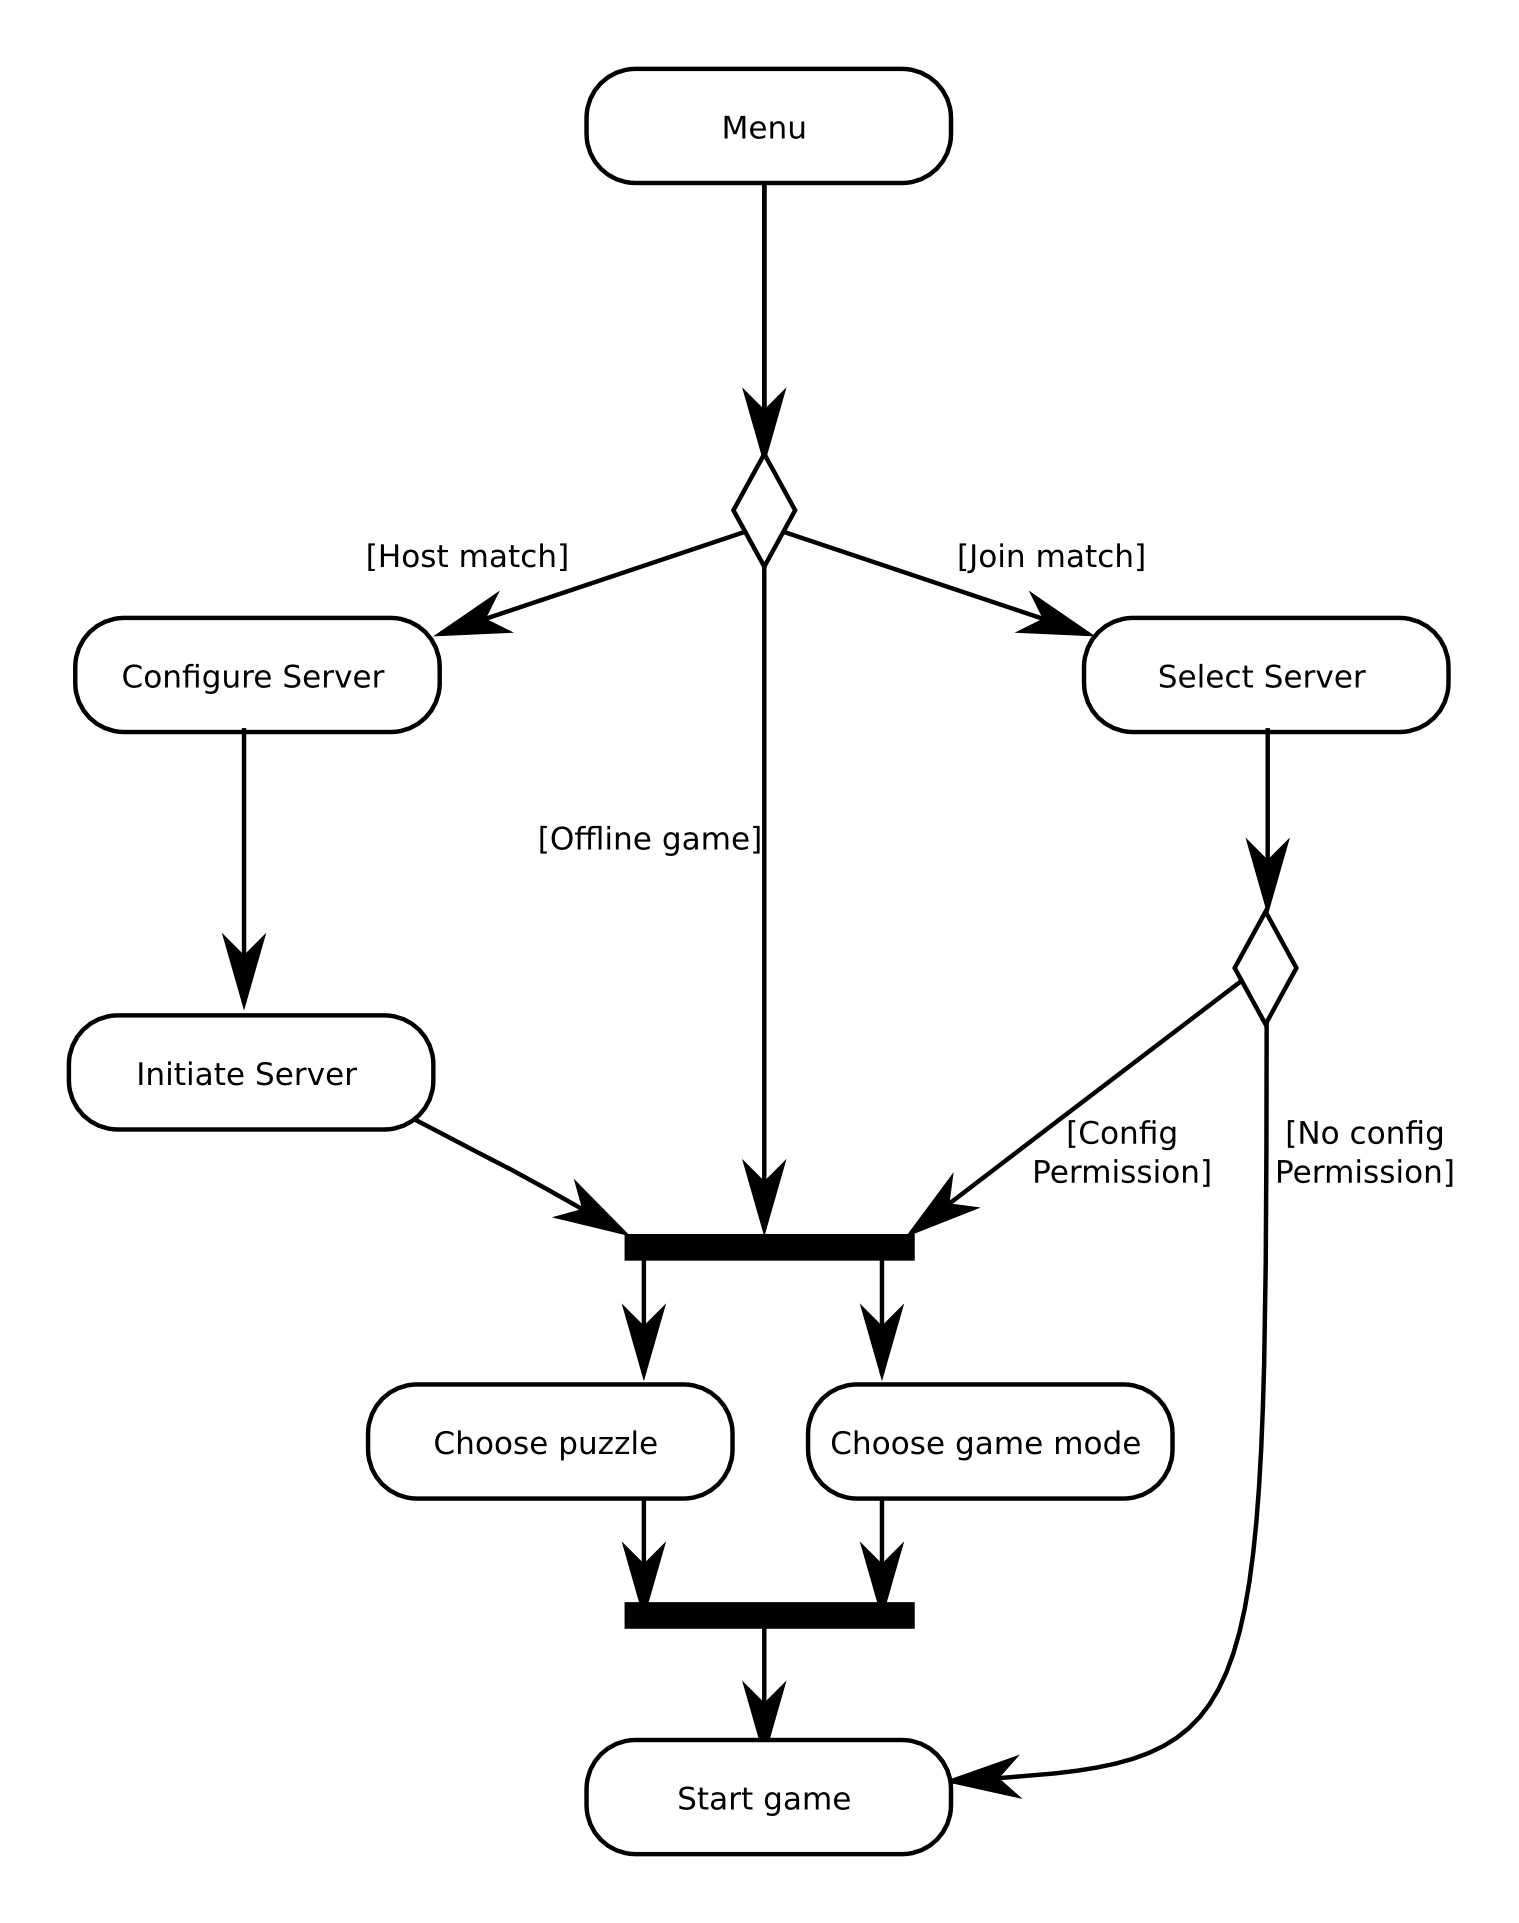 Menu
[Host match]
[Join match]
Configure Server
Select Server
[Offline game]
Initiate Server
[Config
Permission]
[No config
Permission]
Choose puzzle
Choose game mode
Start game